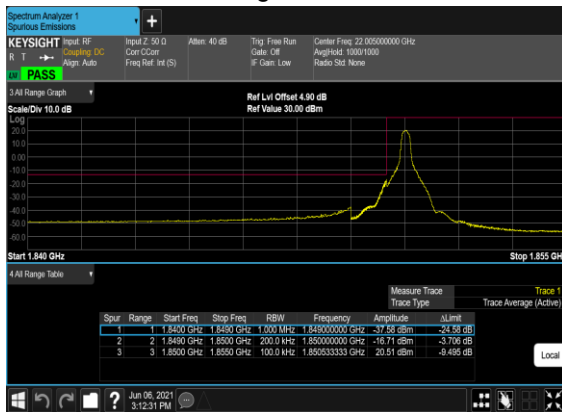 Spectrum Analyzer 1
Spurious Emissions
KEYSIGHT Input: RF Input Z: 50 Ω Atten: 40 dB Trig: Free Run Center Freq: 22.005000000 GHz
R T Coupling: DC Corr CCorr Gate: Off Avg|Hold: 1000/1000
Align: Auto Freq Ref: Int (S) IF Gain: Low Radio Std: None
PASS
3 All Range Graph
Ref Lvl Offset 4.90 dB
Scale/Div 10.0 dB Ref Value 30.00 dBm
Log
20.0
10.0
0.00
-10.0
-20.0
-30.0
-40.0
-50.0
-60.0
Start 1.840 GHz Stop 1.855 GH
4 All Range Table
Measure Trace Trace 1
Trace Type Trace Average (Active)
Spur Range Start Freq Stop Freq RBW Frequency Amplitude ΔLimit
1 1 1.8400 GHz 1.8490 GHz 1.000 MHz 1.849000000 GHz -37.58 dBm -24.58 dB
2 2 1.8490 GHz 1.8500 GHz 200.0 kHz 1.850000000 GHz -16.71 dBm -3.706 dB
3 3 1.8500 GHz 1.8550 GHz 100.0 kHz 1.850533333 GHz 20.51 dBm -9.495 dB
Local
? Jun 06, 2021
3:12:31 PM